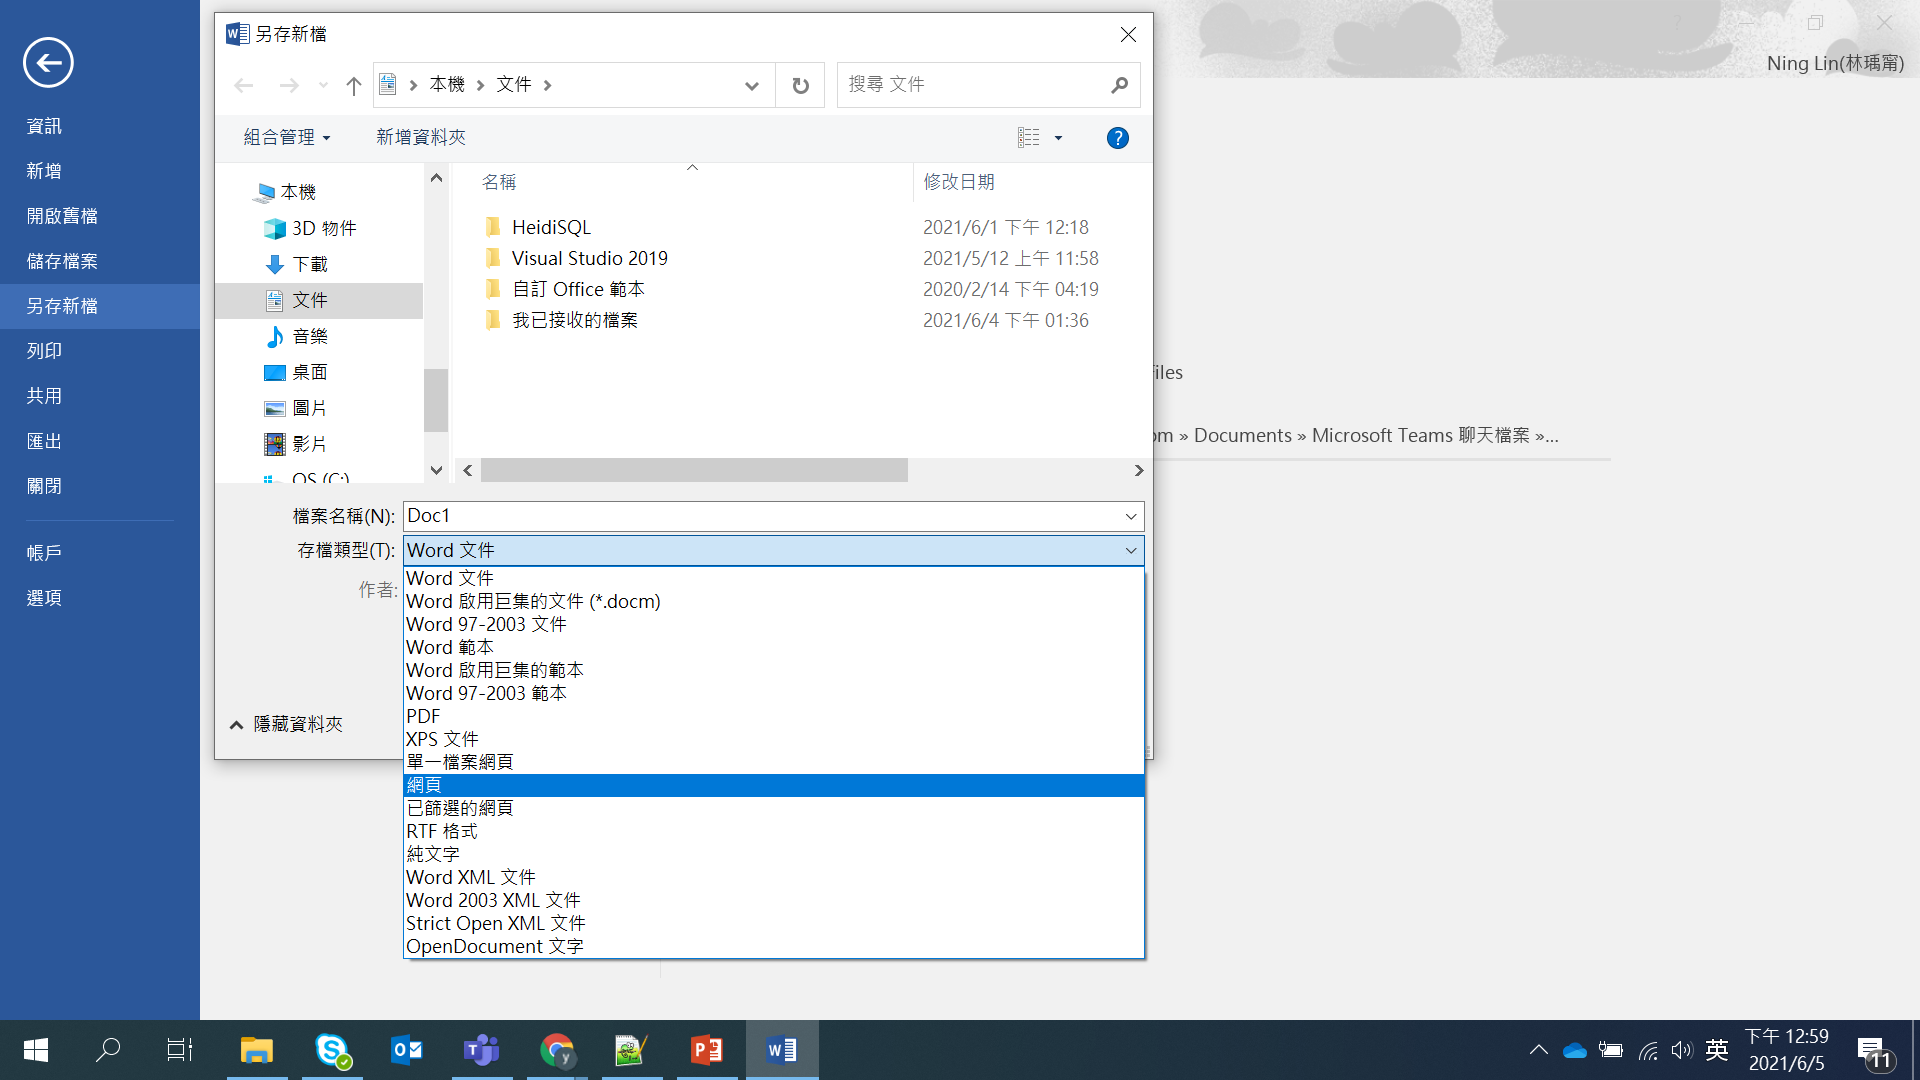 另存新檔
Ning Lin(林瑀甯)
資訊
新增
開啟舊檔
儲存檔案
另存新檔
列印
共用
匯出
關閉
帳戶
選項
本機
文件
搜尋 文件
組合管理
新增資料夾
?
本機
3D 物件
下載
文件
音樂
桌面
圖片
影片
OS (C:)
名稱
修改日期
HeidiSQL
2021/6/1 下午 12:18
Visual Studio 2019
2021/5/12 上午 11:58
自訂 Office 範本
2020/2/14 下午 04:19
我已接收的檔案
2021/6/4 下午 01:36
iles
om » Documents » Microsoft Teams 聊天檔案 »...
檔案名稱(N):
Doc1
存檔類型(T):
Word 文件
作者:
Word 文件
Word 啟用巨集的文件 (*.docm)
Word 97-2003 文件
Word 範本
Word 啟用巨集的範本
Word 97-2003 範本
PDF
XPS 文件
單一檔案網頁
網頁
已篩選的網頁
RTF 格式
純文字
Word XML 文件
Word 2003 XML 文件
Strict Open XML 文件
OpenDocument 文字
隱藏資料夾
英
下午 12:59
2021/6/5
11